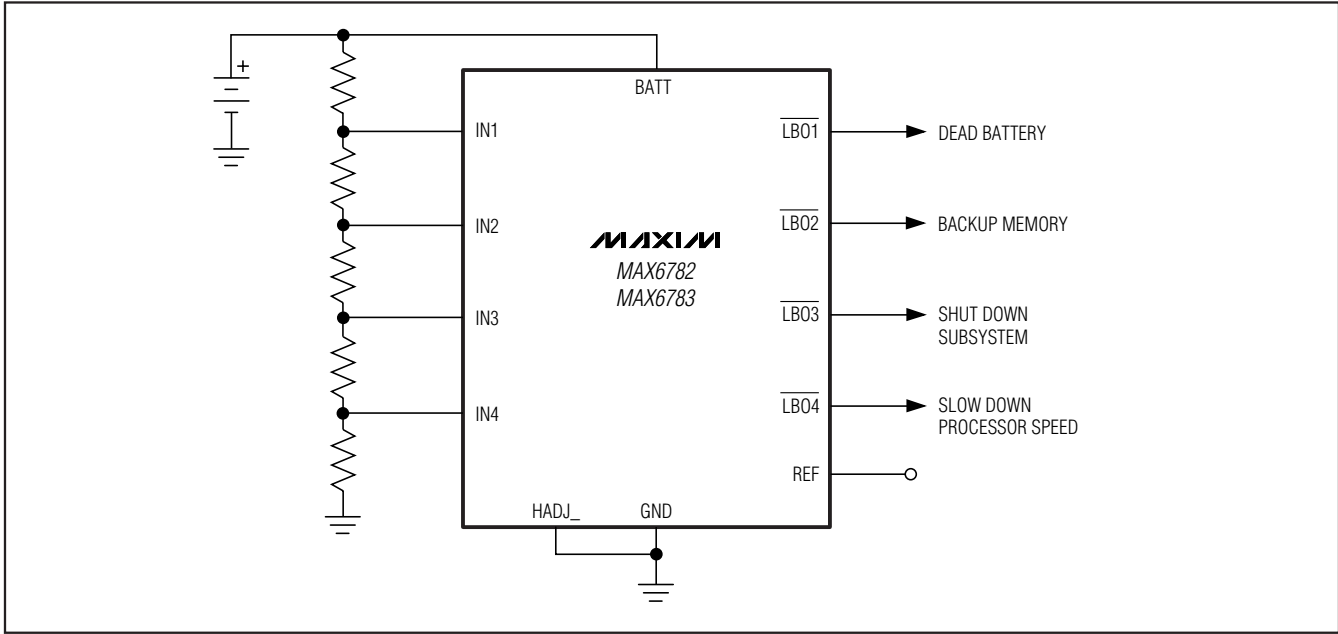 +
BATT
IN1
LBO1
DEAD BATTERY
IN2
LBO2
BACKUP MEMORY
MAXIM
MAX6782
MAX6783
IN3
LBO3
SHUT DOWN
SUBSYSTEM
IN4
LBO4
SLOW DOWN
PROCESSOR SPEED
REF
HADJ_
GND